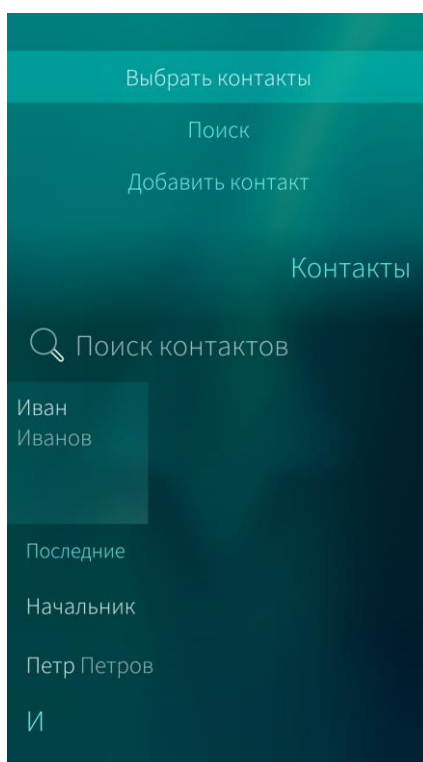 Выбрать контакты
Поиск
Добавить контакт
Контакты
Поиск контактов
Иван
Иванов
Последние
Начальник
Петр Петров
И